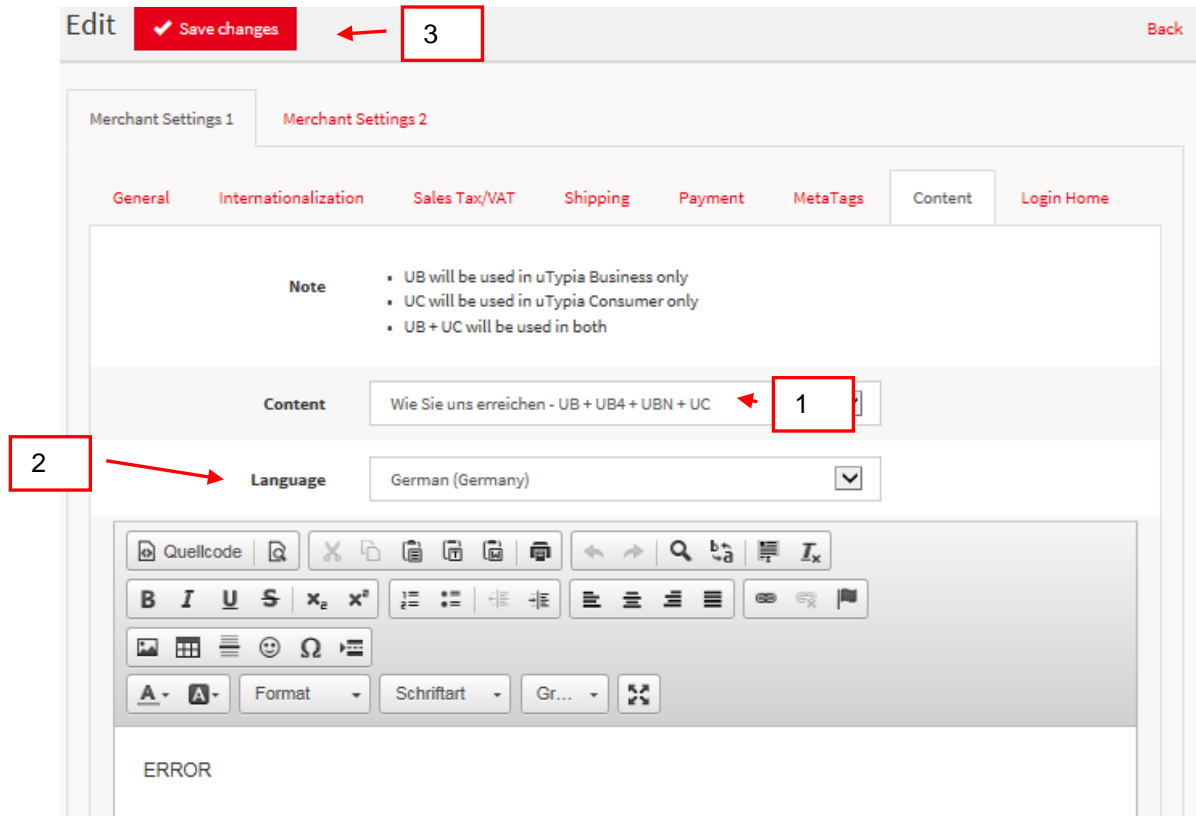 Edit
Save changes
3
Back
Merchant Settings 1
Merchant Settings 2
General
Internationalization
Sales Tax/VAT
Shipping
Payment
MetaTags
Content
Login Home
Note
• UB will be used in uTypia Business only
• UC will be used in uTypia Consumer only
• UB + UC will be used in both
Content
Wie Sie uns erreichen - UB + UB4 + UBN + UC
1
2
Language
German (Germany)
Quellcode
B I U S x₂ x²
Ω
A A Format Schriftart Gr...
ERROR